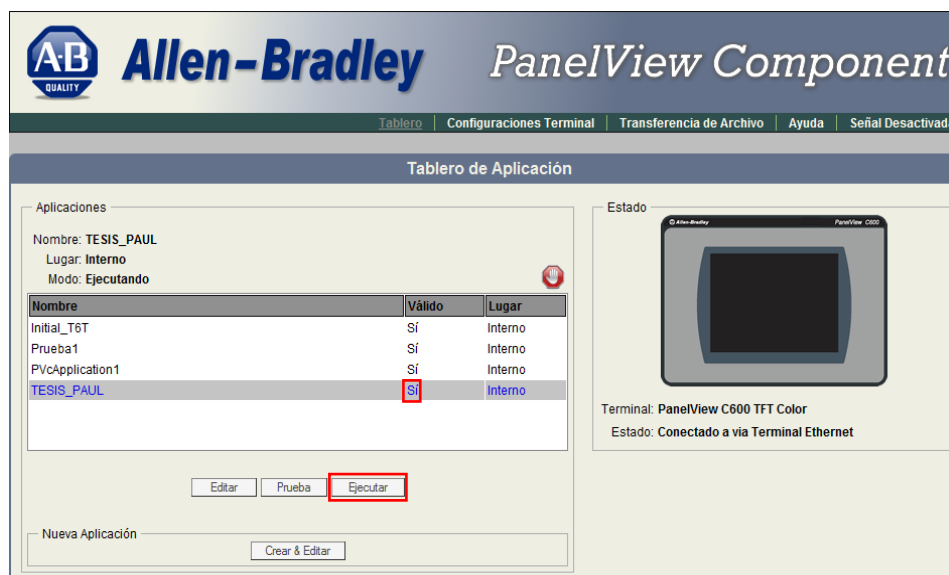 AB
QUALITY
Allen-Bradley
PanelView Component
Tablero | Configuraciones Terminal | Transferencia de Archivo | Ayuda | Señal Desactivad
Tablero de Aplicación
Aplicaciones
Nombre: TESIS_PAUL
Lugar: Interno
Modo: Ejecutando
Nombre Válido Lugar
Initial_T6T Sí Interno
Prueba1 Sí Interno
PVcApplication1 Sí Interno
TESIS_PAUL Sí Interno
Editar Prueba Ejecutar
Nueva Aplicación
Crear & Editar
Estado
Allen-Bradley PanelView C600
Terminal: PanelView C600 TFT Color
Estado: Conectado a via Terminal Ethernet